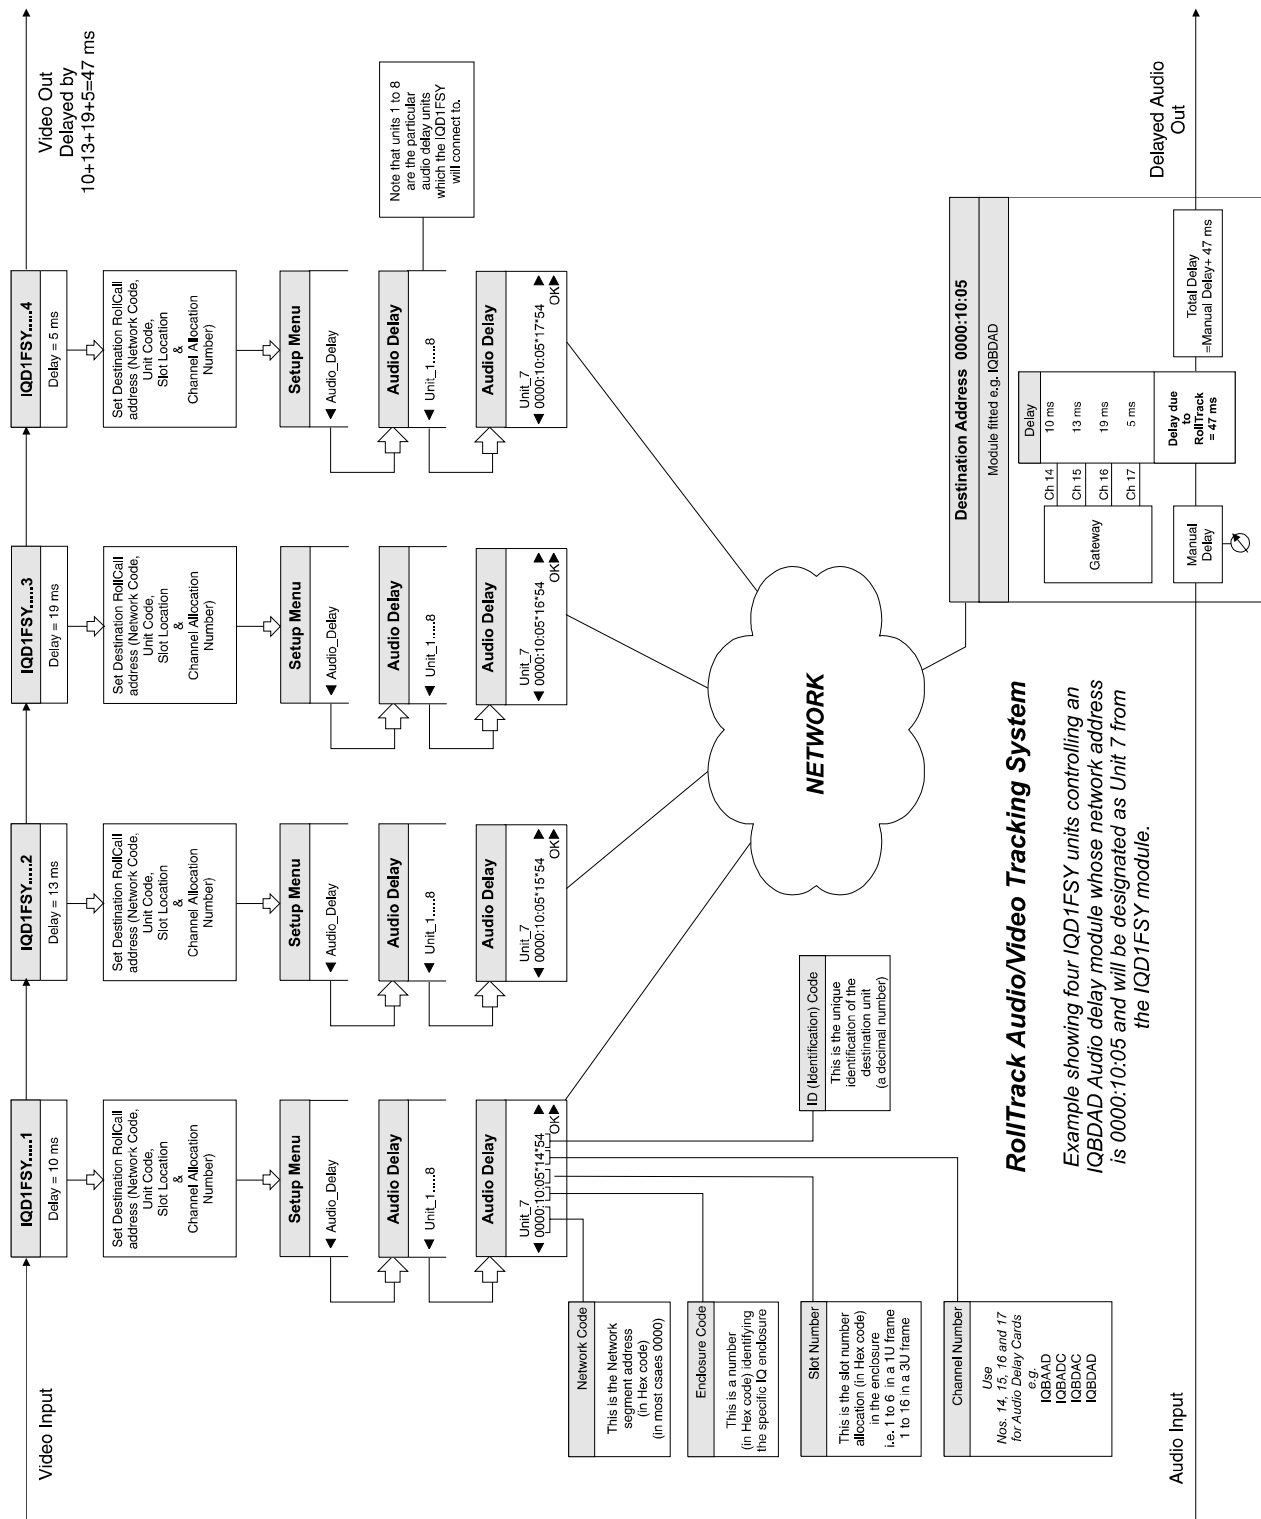 Video Input
Video Out
Delayed by
10+13+19+5=47 ms
IQD1FSY.....1
Delay = 10 ms
Set Destination RollCall
address (Network Code,
Unit Code,
Slot Location
&
Channel Allocation
Number)
Setup Menu
Audio_Delay
Audio Delay
Unit_1.....8
Audio Delay
Unit_7
0000:10:05*14*54
OK
IQD1FSY.....2
Delay = 13 ms
Set Destination RollCall
address (Network Code,
Unit Code,
Slot Location
&
Channel Allocation
Number)
Setup Menu
Audio_Delay
Audio Delay
Unit_1.....8
Audio Delay
Unit_7
0000:10:05*15*54
OK
IQD1FSY.....3
Delay = 19 ms
Set Destination RollCall
address (Network Code,
Unit Code,
Slot Location
&
Channel Allocation
Number)
Setup Menu
Audio_Delay
Audio Delay
Unit_1.....8
Audio Delay
Unit_7
0000:10:05*16*54
OK
IQD1FSY.....4
Delay = 5 ms
Set Destination RollCall
address (Network Code,
Unit Code,
Slot Location
&
Channel Allocation
Number)
Setup Menu
Audio_Delay
Audio Delay
Unit_1.....8
Audio Delay
Unit_7
0000:10:05*17*54
OK
Note that units 1 to 8
are the particular
audio delay units
which the IQD1FSY
will connect to.
Network Code
This is the Network
segment address
(in Hex code)
(in most csaes 0000)
Enclosure Code
This is a number
(in Hex code) identifying
the specific IQ enclosure
Slot Number
This is the slot number
allocation (in Hex code)
in the enclosure
i.e. 1 to 6 in a 1U frame
1 to 16 in a 3U frame
Channel Number
Use
Nos. 14, 15, 16 and 17
for Audio Delay Cards
e.g.
IQBAAD
IQBADC
IQBDAC
IQBDAD
ID (Identification) Code
This is the unique
identification of the
destination unit
(a decimal number)
NETWORK
RollTrack Audio/Video Tracking System
Example showing four IQD1FSY units controlling an
IQBDAD Audio delay module whose network address
is 0000:10:05 and will be designated as Unit 7 from
the IQD1FSY module.
Destination Address 0000:10:05
Module fitted e.g. IQBDAD
Gateway
Delay
Ch 14
10 ms
Ch 15
13 ms
Ch 16
19 ms
Ch 17
5 ms
Manual
Delay
Delay due
to
RollTrack
= 47 ms
Total Delay
=Manual Delay+ 47 ms
Audio Input
Delayed Audio
Out